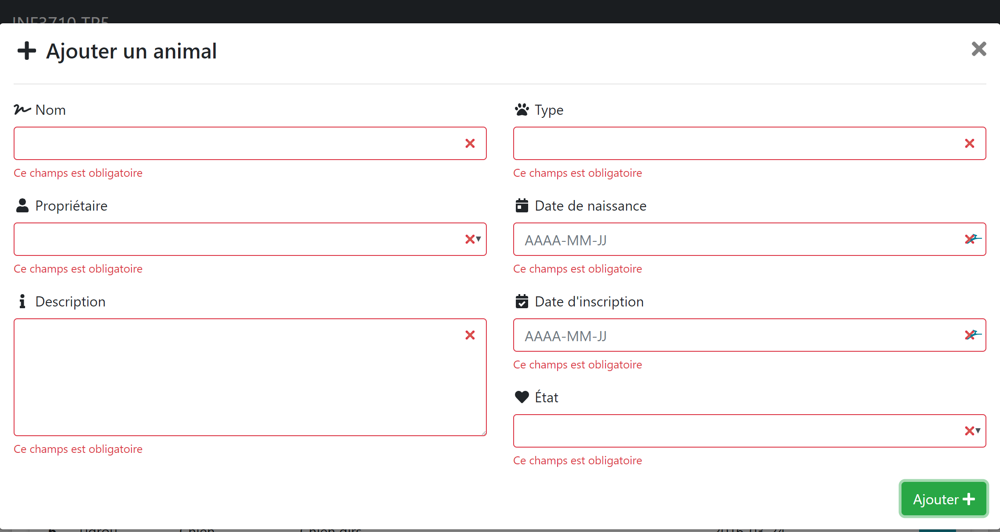 INF3710 TP5
Ajouter un animal
Nom
Type
Ce champs est obligatoire
Ce champs est obligatoire
Propriétaire
Date de naissance
AAAA-MM-JJ
Ce champs est obligatoire
Ce champs est obligatoire
Description
Date d'inscription
AAAA-MM-JJ
Ce champs est obligatoire
État
Ce champs est obligatoire
Ce champs est obligatoire
Ajouter
Chien